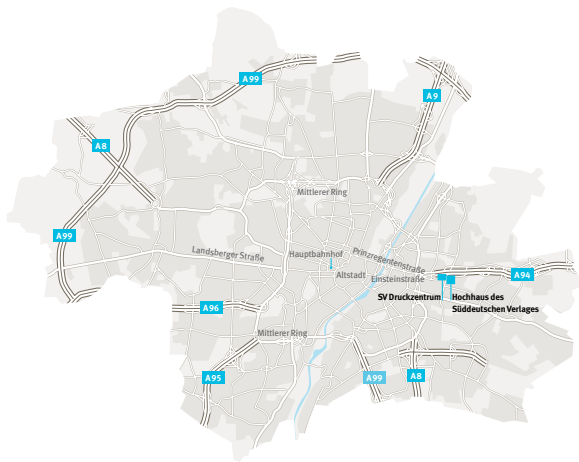 A99
A9
A8
Mittlerer Ring
A99
Landsberger Straße
Hauptbahnhof
Prinzregentenstraße
Altstadt
Einsteinstraße
A94
SV Druckzentrum
Hochhaus des
Süddeutschen Verlages
A96
Mittlerer Ring
A95
A99
A8